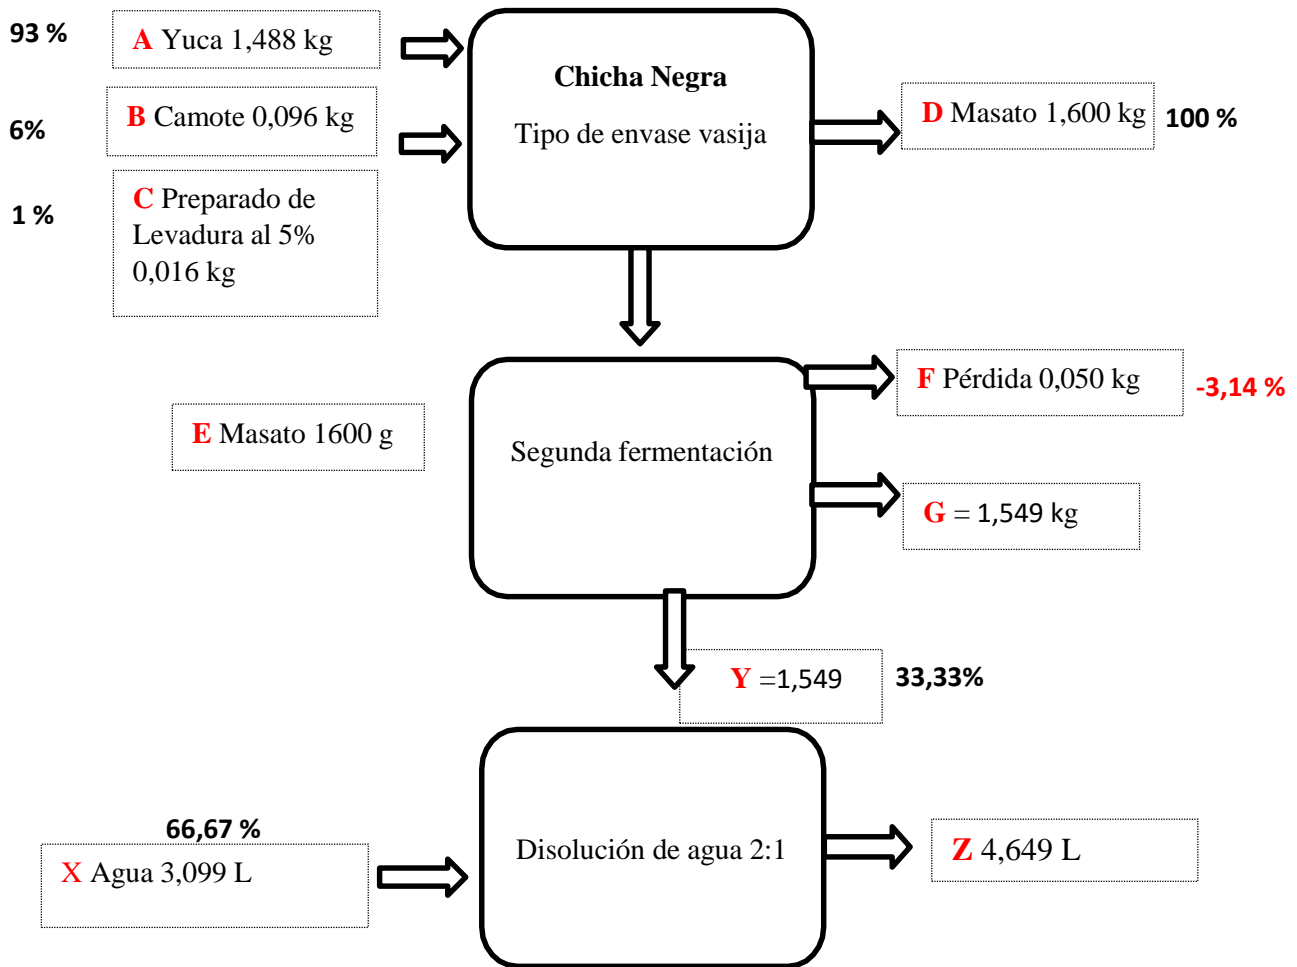 93 %
A Yuca 1,488 kg
Chicha Negra
Tipo de envase vasija
6%
B Camote 0,096 kg
D Masato 1,600 kg
100 %
1 %
C Preparado de
Levadura al 5%
0,016 kg
E Masato 1600 g
Segunda fermentación
F Pérdida 0,050 kg
-3,14 %
G = 1,549 kg
Y =1,549
33,33%
66,67 %
X Agua 3,099 L
Disolución de agua 2:1
Z 4,649 L